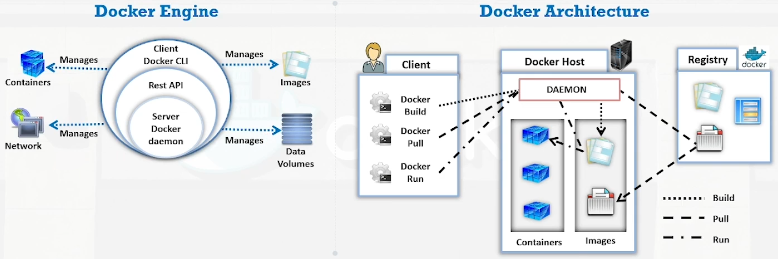 Docker Engine
Client
Docker CLI
Rest API
Server
Docker
daemon
Manages
Containers
Manages
Images
Manages
Network
Manages
Data
Volumes
Docker Architecture
Client
Docker
Build
Docker
Pull
Docker
Run
Docker Host
DAEMON
Containers
Images
Registry
docker
Build
Pull
Run